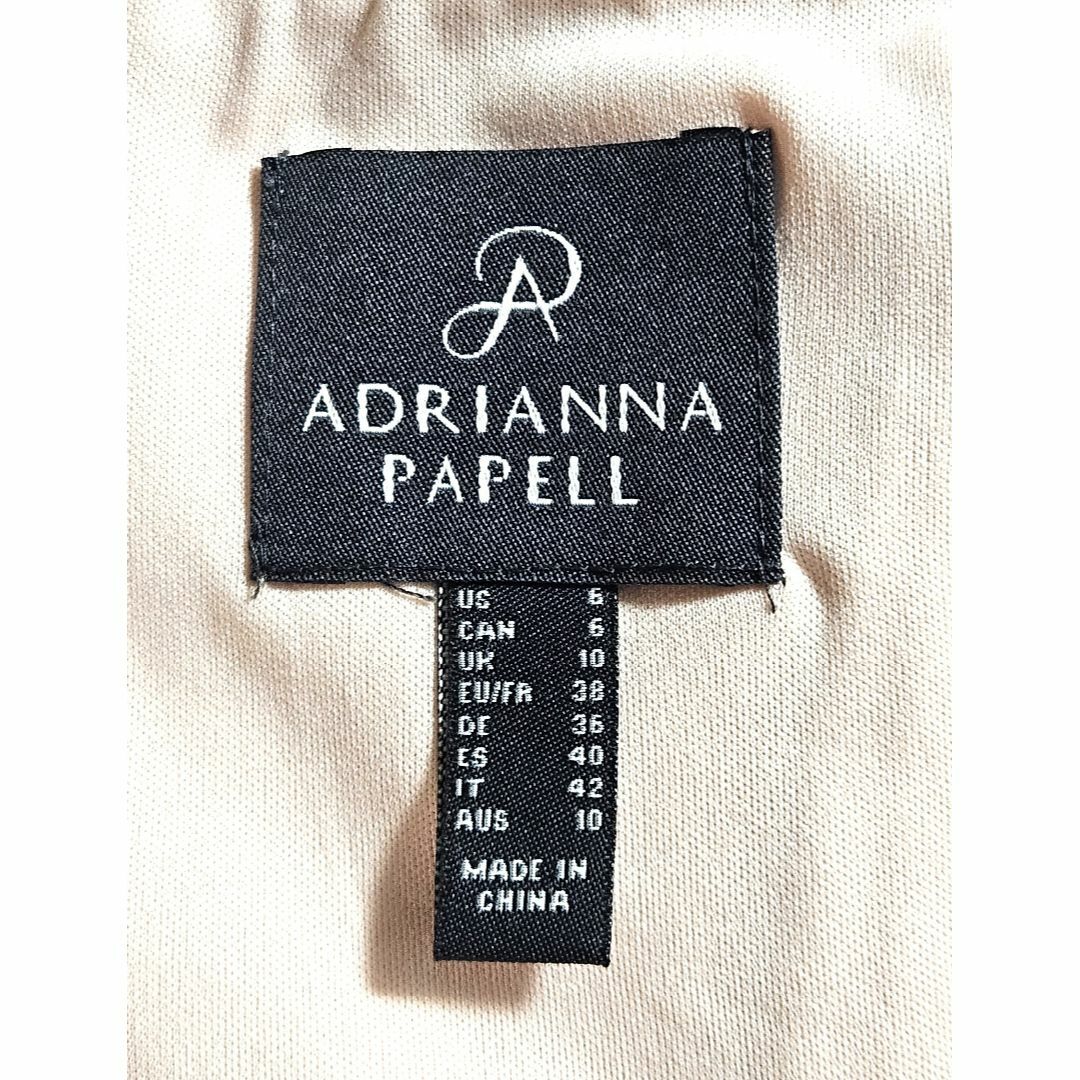 ADRIANNA
PAPELL
US 6
CAN 6
UK 10
EU/FR 38
DE 36
ES 40
IT 42
AUS 10
MADE IN
CHINA